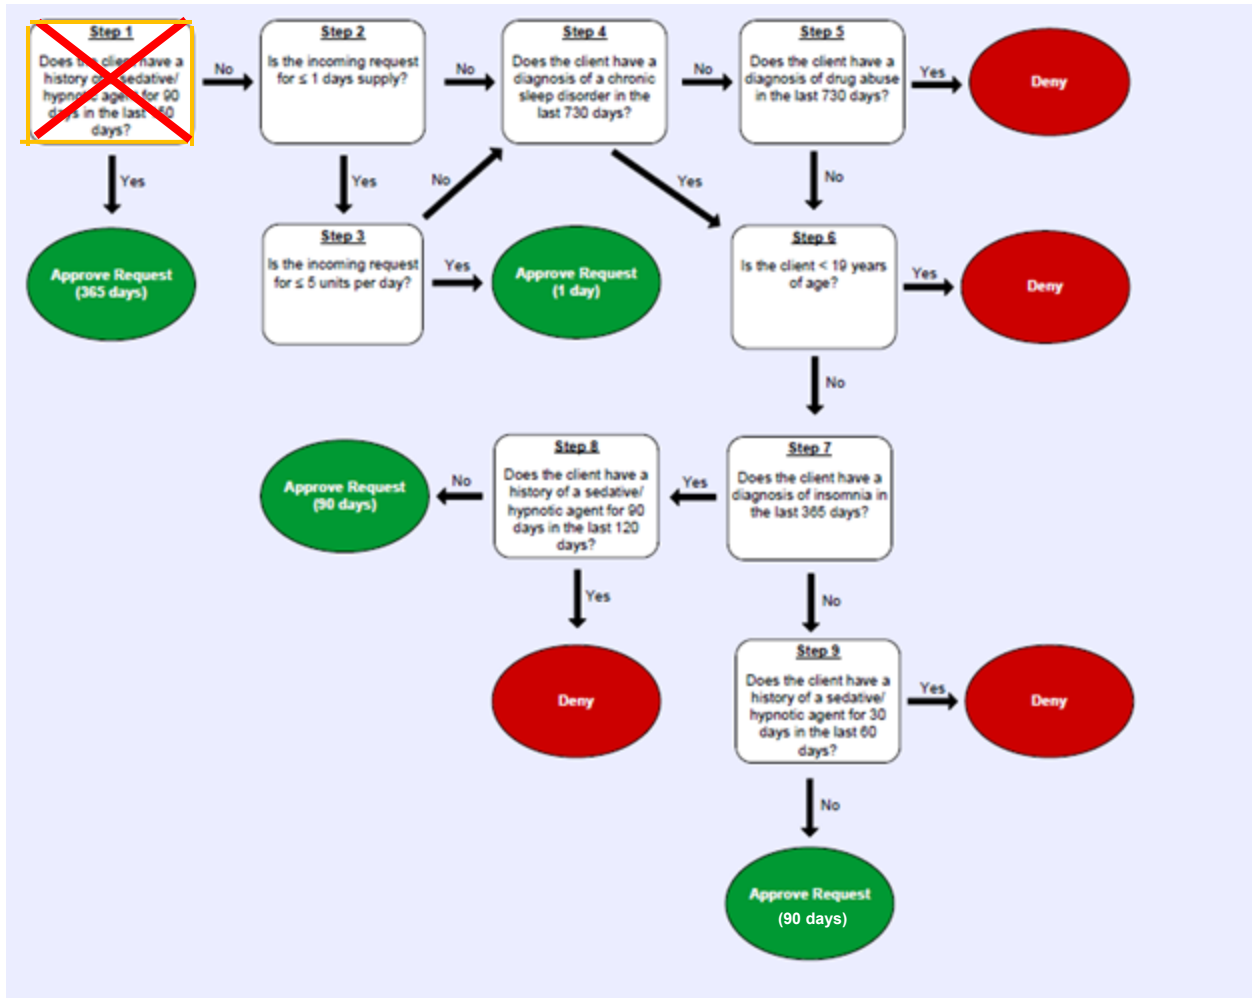 Step 1
Does the client have a
history of a sedative/
hypnotic agent for 90
days in the last 50
days?
No
Yes
Approve Request
(365 days)
Step 2
Is the incoming request
for ≤ 1 days supply?
No
Yes
Step 3
Is the incoming request
for ≤ 5 units per day?
No
Yes
Approve Request
(1 day)
Step 4
Does the client have a
diagnosis of a chronic
sleep disorder in the
last 730 days?
No
Yes
Step 5
Does the client have a
diagnosis of drug abuse
in the last 730 days?
Yes
Deny
No
Step 6
Is the client < 19 years
of age?
Yes
Deny
No
Step 7
Does the client have a
diagnosis of insomnia in
the last 365 days?
Yes
No
Step 8
Does the client have a
history of a sedative/
hypnotic agent for 90
days in the last 120
days?
No
Approve Request
(90 days)
Yes
Deny
Step 9
Does the client have a
history of a sedative/
hypnotic agent for 30
days in the last 60
days?
Yes
Deny
No
Approve Request
(90 days)